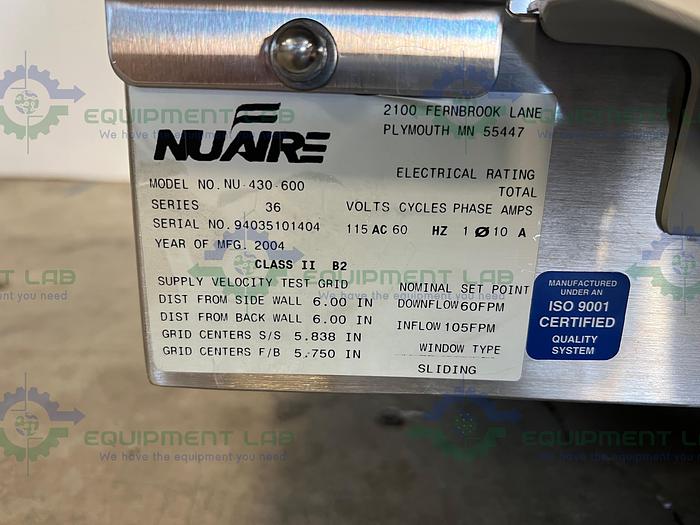 NUAIRE
2100 FERNBROOK LANE
PLYMOUTH MN 55447
ELECTRICAL RATING
TOTAL
VOLTS CYCLES PHASE AMPS
115 AC 60 HZ 1 Ø 10 A
MODEL NO. NU-430-600
SERIES 36
SERIAL NO. 94035101404
YEAR OF MFG. 2004
CLASS II B2
SUPPLY VELOCITY TEST GRID
DIST FROM SIDE WALL 6.00 IN
DIST FROM BACK WALL 6.00 IN
GRID CENTERS S/S 5.838 IN
GRID CENTERS F/B 5.750 IN
NOMINAL SET POINT
DOWNFLOW 60FPM
INFLOW 105FPM
WINDOW TYPE
SLIDING
MANUFACTURED
UNDER AN
ISO 9001
CERTIFIED
QUALITY
SYSTEM
EQUIPMENT LAB
We have the equipment you need